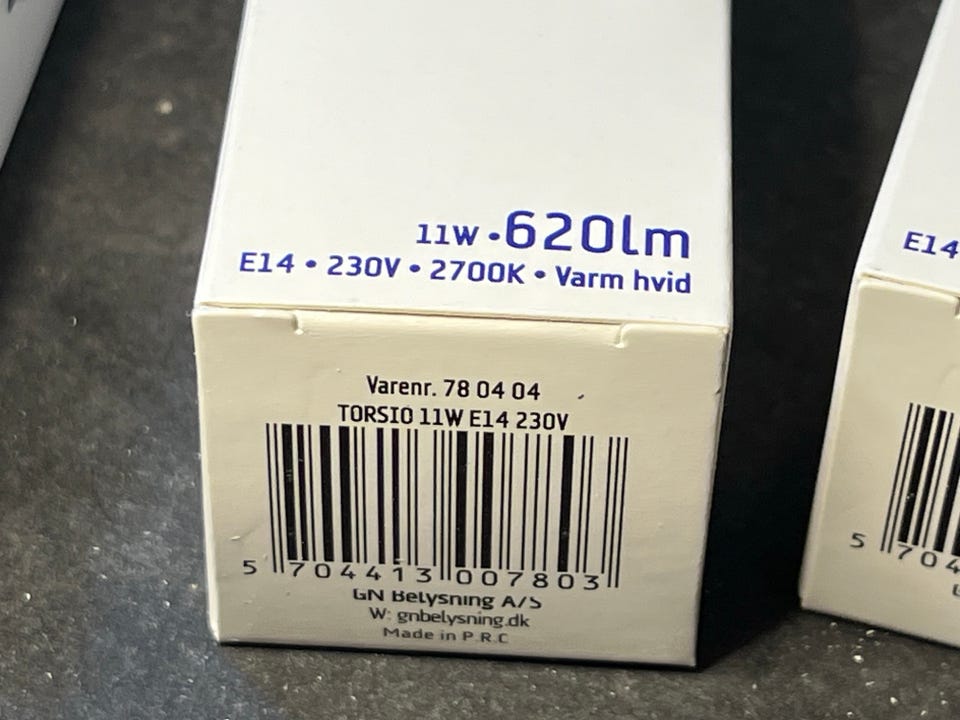 11W • 620lm
E14 • 230V • 2700K • Varm hvid
Varenr. 78 04 04
TORSIO 11W E14 230V
5 704413 007803
GN Belysning A/S
W: gnbelysning.dk
Made in P.R.C
E14
5 704